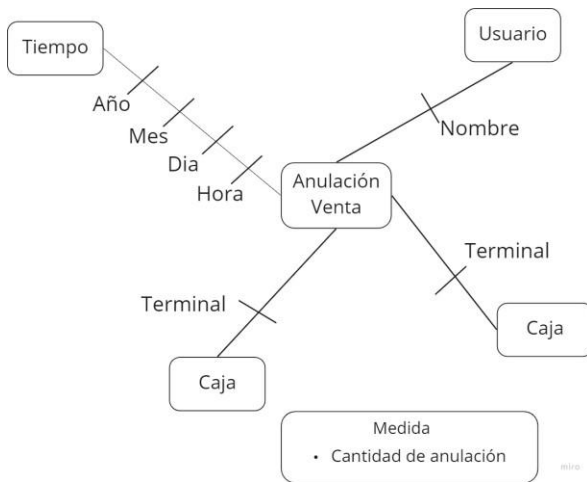 Tiempo
Usuario
Año
Mes
Dia
Hora
Nombre
Anulación
Venta
Terminal
Terminal
Caja
Caja
Medida
• Cantidad de anulación
miro